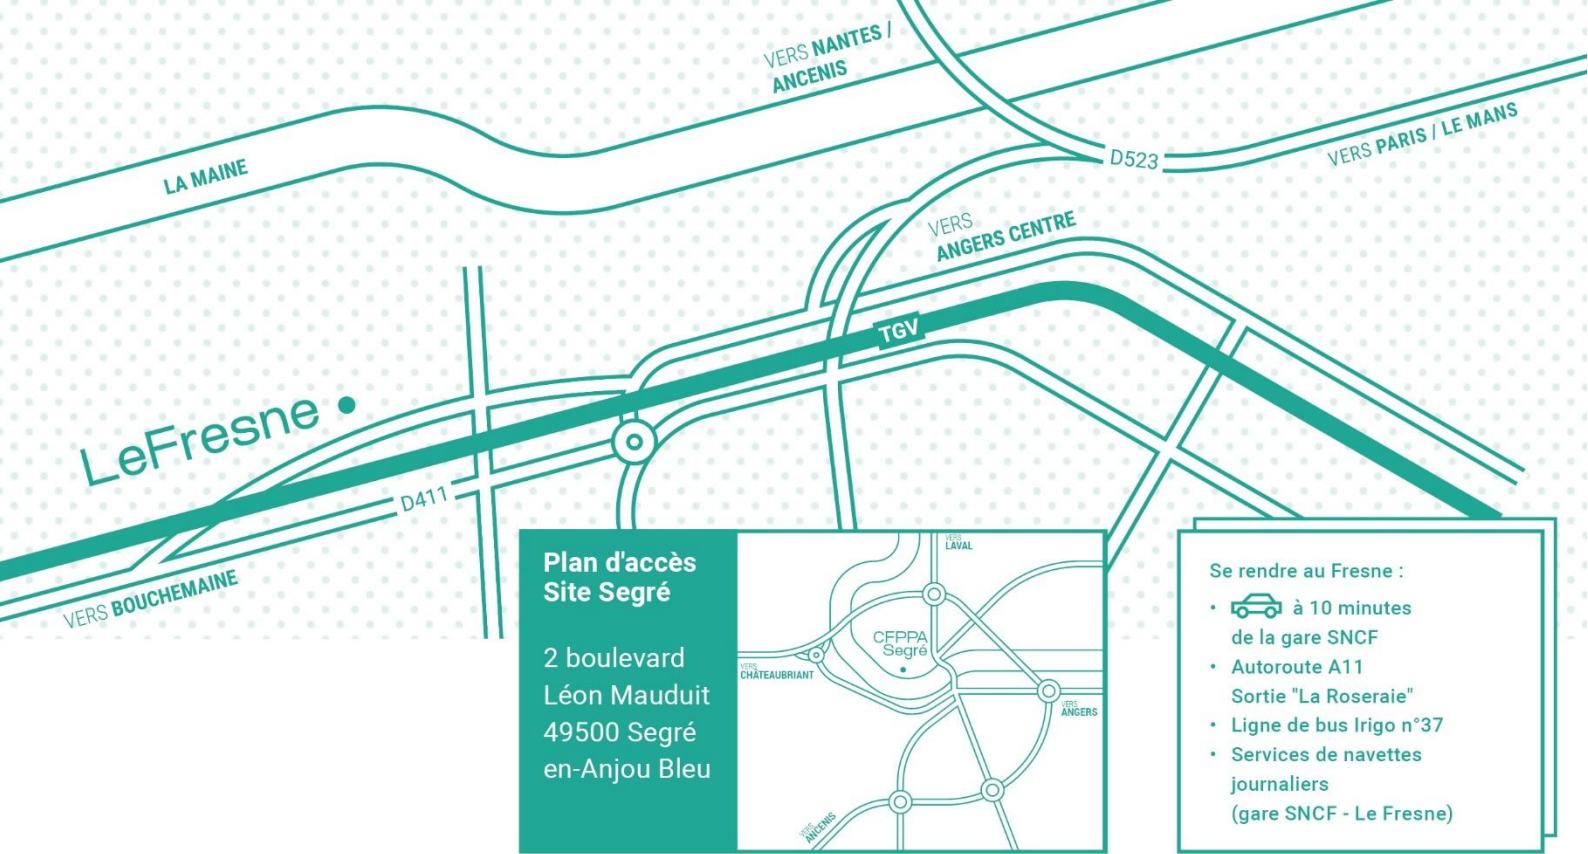 VERS NANTES /
ANCENIS
LA MAINE
D523
VERS PARIS / LE MANS
VERS
ANGERS CENTRE
TGV
LeFresne
D411
VERS BOUCHEMAINE
Plan d'accès
Site Segré
2 boulevard
Léon Mauduit
49500 Segré
en-Anjou Bleu
VERS
LAVAL
CFPPA
Segré
VERS
CHÂTEAUBRIANT
VERS
ANGERS
VERS
ANCENIS
Se rendre au Fresne :
• à 10 minutes
de la gare SNCF
• Autoroute A11
Sortie "La Roseraie"
• Ligne de bus Irigo n°37
• Services de navettes
journaliers
(gare SNCF - Le Fresne)